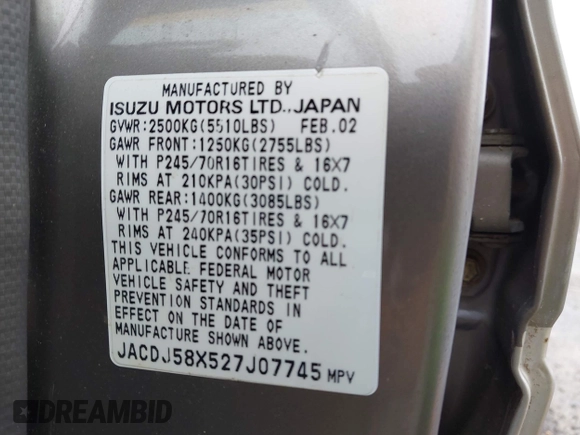 MANUFACTURED BY
ISUZU MOTORS LTD., JAPAN
GVWR:2500KG(5510LBS) FEB.02
GAWR FRONT:1250KG(2755LBS)
WITH P245/70R16TIRES & 16X7
RIMS AT 210KPA(30PSI) COLD.
GAWR REAR:1400KG(3085LBS)
WITH P245/70R16TIRES & 16X7
RIMS AT 240KPA(35PSI) COLD.
THIS VEHICLE CONFORMS TO ALL
APPLICABLE FEDERAL MOTOR
VEHICLE SAFETY AND THEFT
PREVENTION STANDARDS IN
EFFECT ON THE DATE OF
MANUFACTURE SHOWN ABOVE.
JACDJ58X527J07745 MPV
DREAMBID